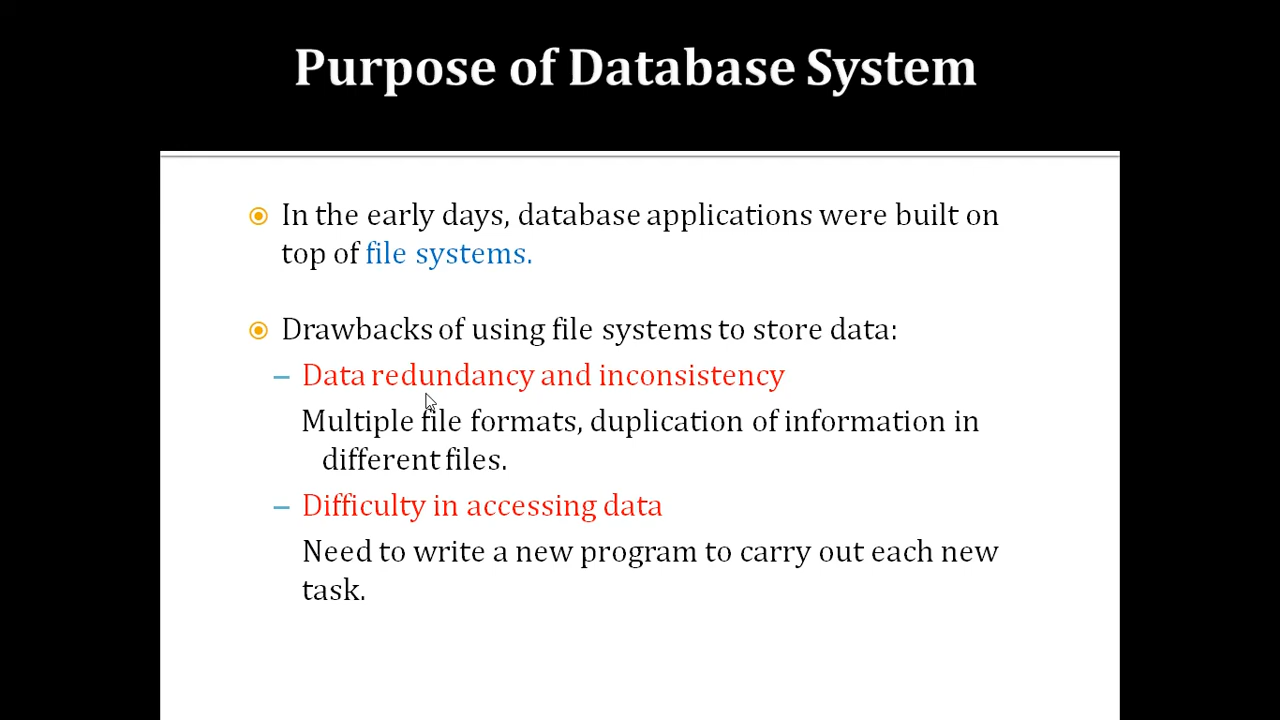 Purpose of Database System
In the early days, database applications were built on
top of file systems.
Drawbacks of using file systems to store data:
– Data redundancy and inconsistency
Multiple file formats, duplication of information in
different files.
– Difficulty in accessing data
Need to write a new program to carry out each new
task.